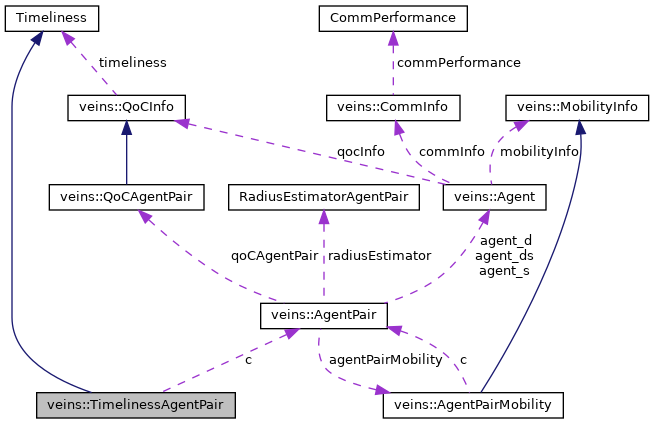 Timeliness
CommPerformance
timeliness
commPerformance
veins::QoCInfo
veins::CommInfo
veins::MobilityInfo
qocInfo
commInfo
mobilityInfo
veins::QoCAgentPair
RadiusEstimatorAgentPair
veins::Agent
qoCAgentPair
radiusEstimator
agent_d
agent_ds
agent_s
veins::AgentPair
c
agentPairMobility
c
veins::TimelinessAgentPair
veins::AgentPairMobility